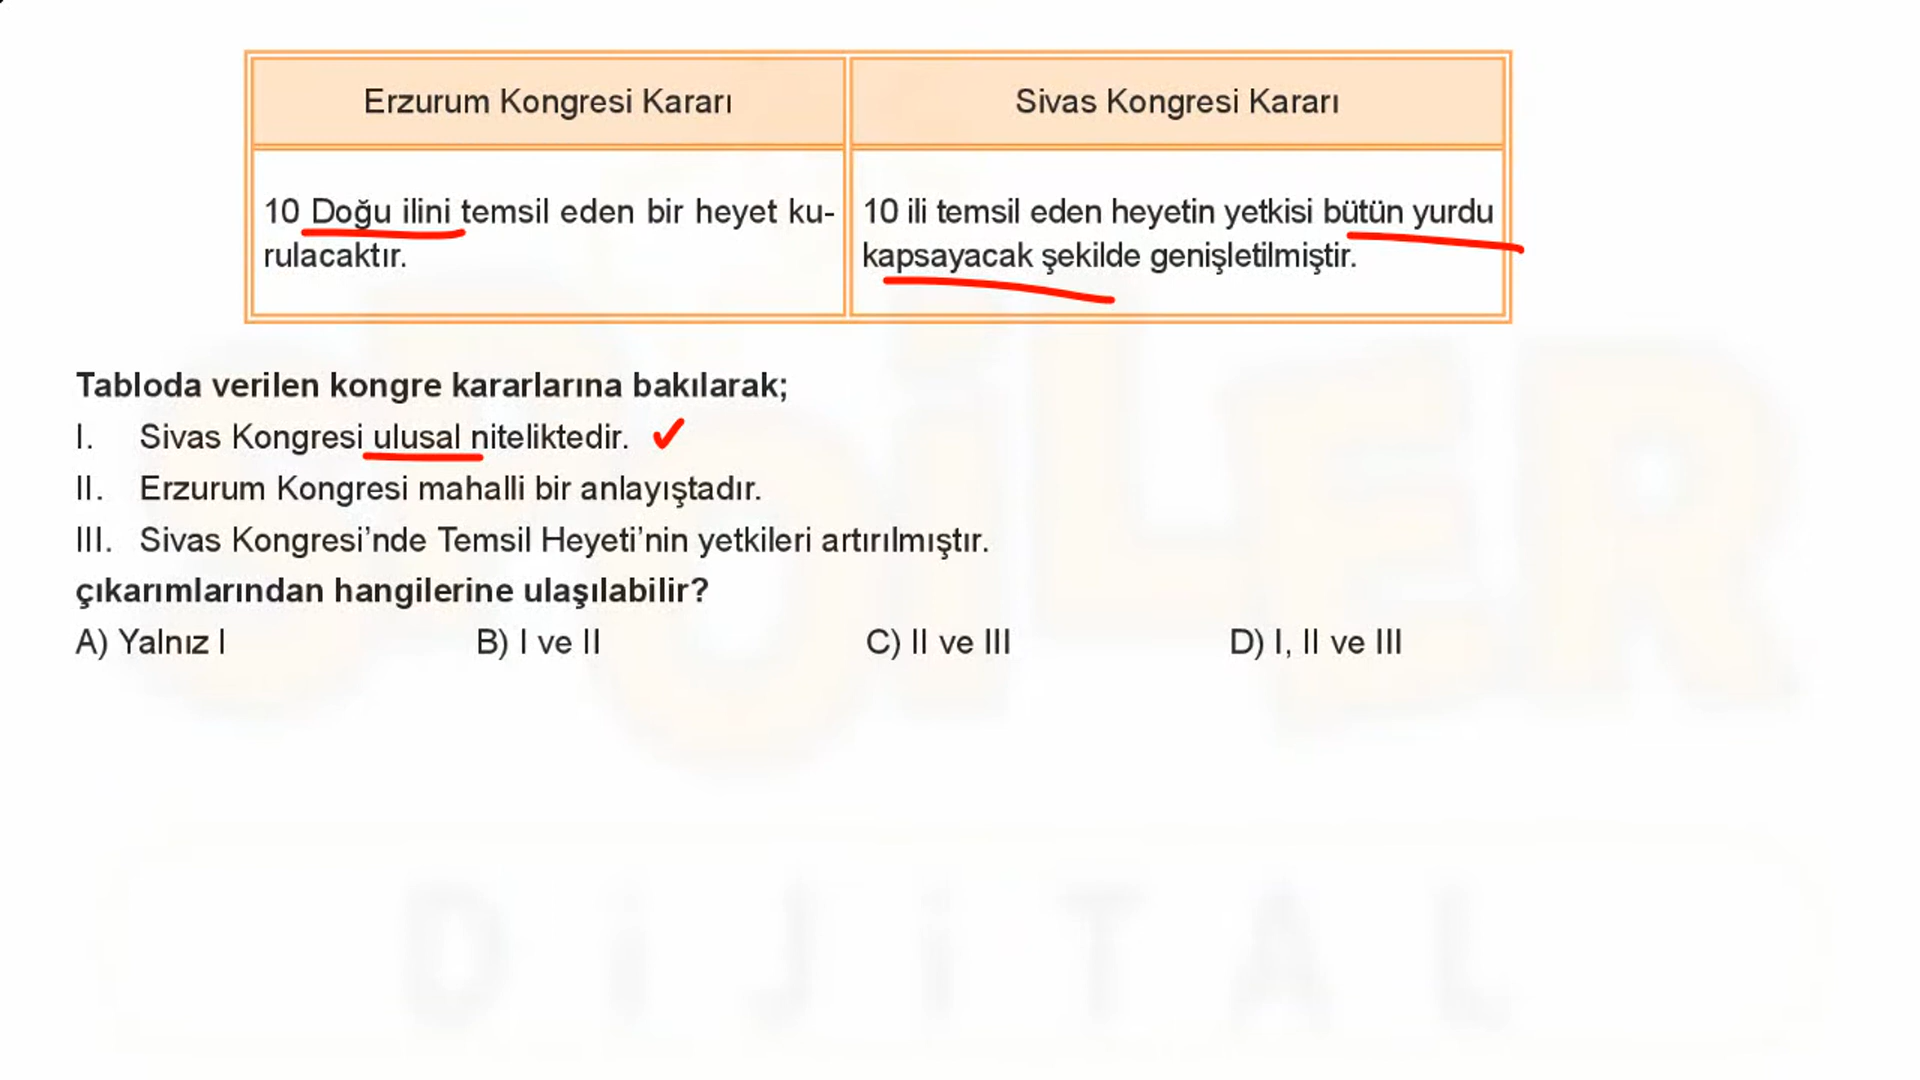 Erzurum Kongresi Kararı
Sivas Kongresi Kararı
10 Doğu ilini temsil eden bir heyet ku-
rulacaktır.
10 ili temsil eden heyetin yetkisi bütün yurdu
kapsayacak şekilde genişletilmiştir.
Tabloda verilen kongre kararlarına bakılarak;
I. Sivas Kongresi ulusal niteliktedir. ✓
II. Erzurum Kongresi mahalli bir anlayıştadır.
III. Sivas Kongresi’nde Temsil Heyeti’nin yetkileri artırılmıştır.
çıkarımlarından hangilerine ulaşılabilir?
A) Yalnız I B) I ve II C) II ve III D) I, II ve III
SPOiLER
DiJiTAL